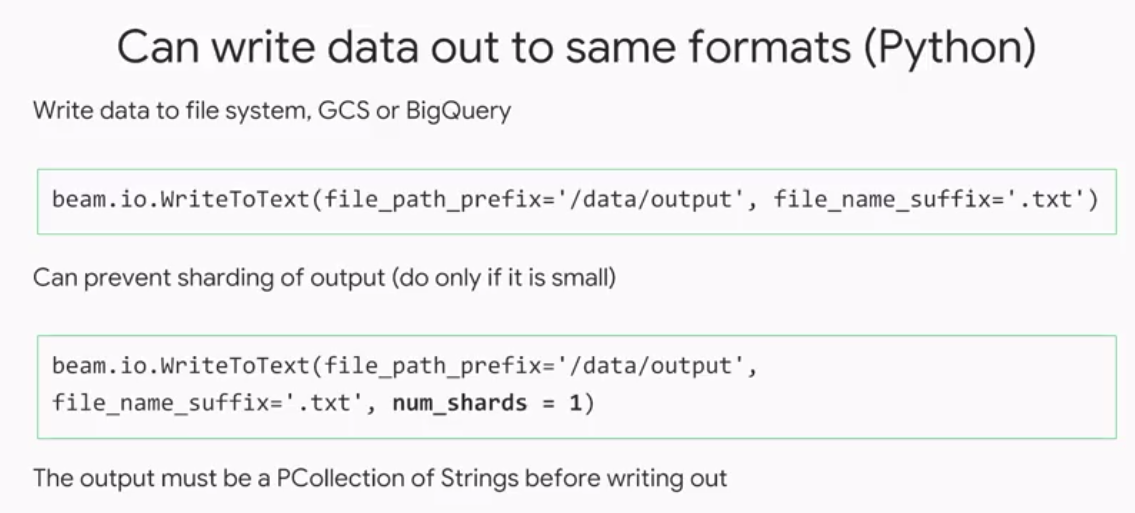 Can write data out to same formats (Python)
Write data to file system, GCS or BigQuery
beam.io.WriteToText(file_path_prefix='/data/output', file_name_suffix='.txt')
Can prevent sharding of output (do only if it is small)
beam.io.WriteToText(file_path_prefix='/data/output',
file_name_suffix='.txt', num_shards = 1)
The output must be a PCollection of Strings before writing out